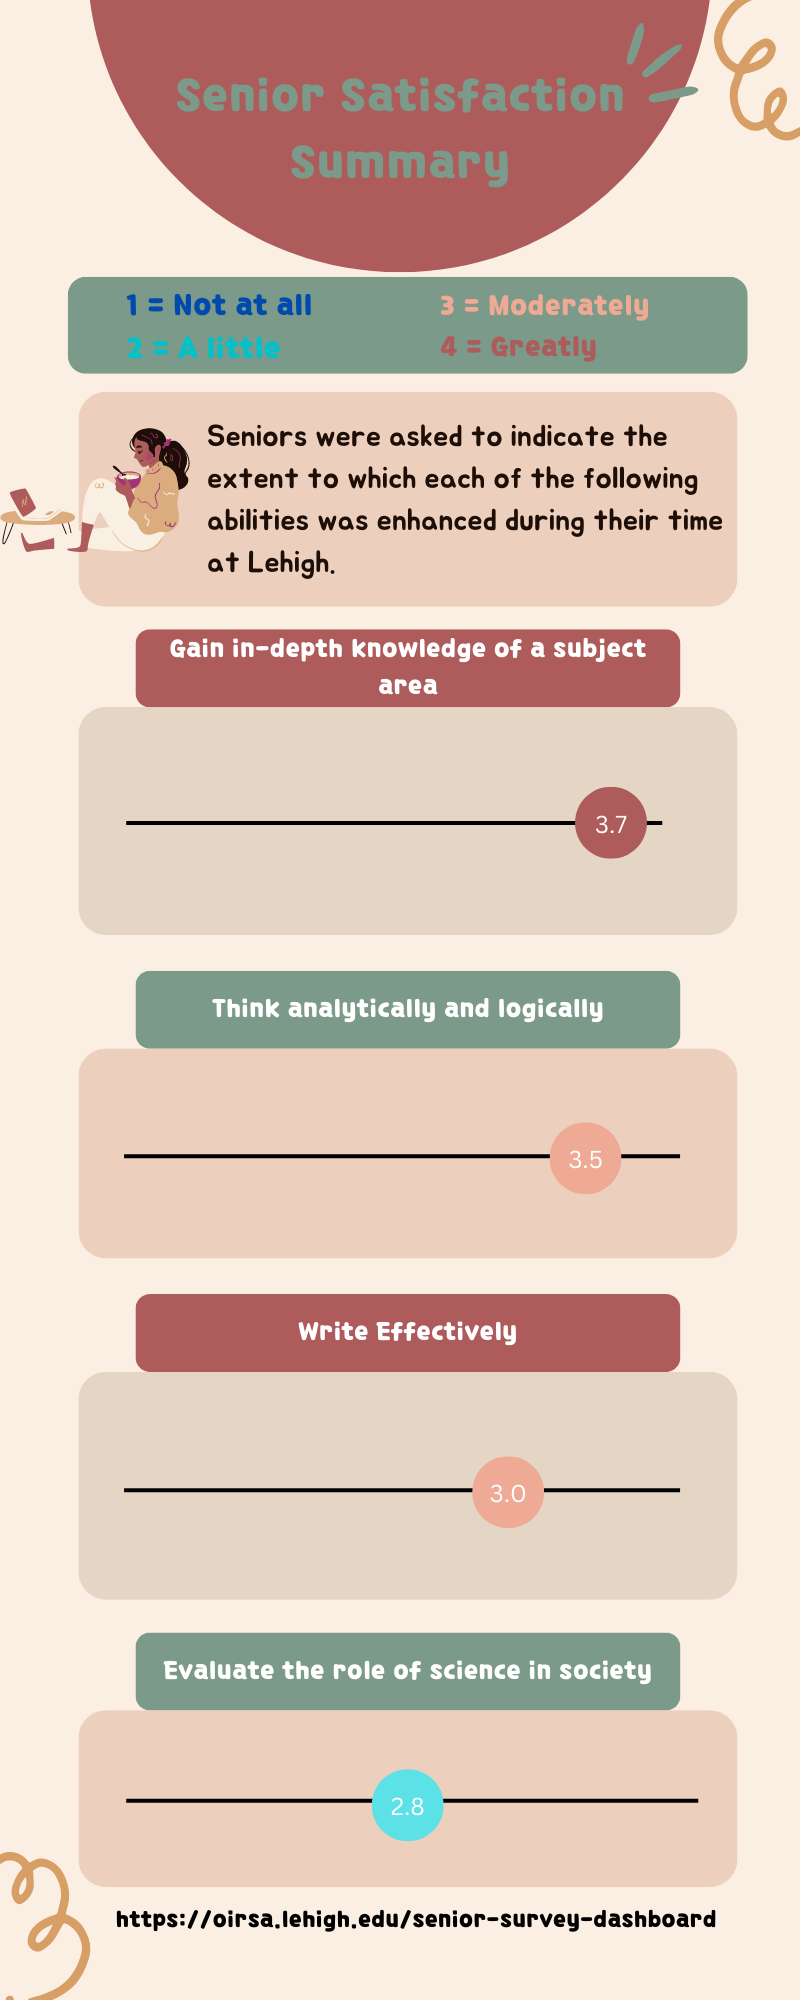 Senior Satisfaction
Summary
1 = Not at all
2 = A little
3 = Moderately
4 = Greatly
Seniors were asked to indicate the
extent to which each of the following
abilities was enhanced during their time
at Lehigh.
Gain in-depth knowledge of a subject
area
3.7
Think analytically and logically
3.5
Write Effectively
3.0
Evaluate the role of science in society
2.8
https://oirsa.lehigh.edu/senior-survey-dashboard